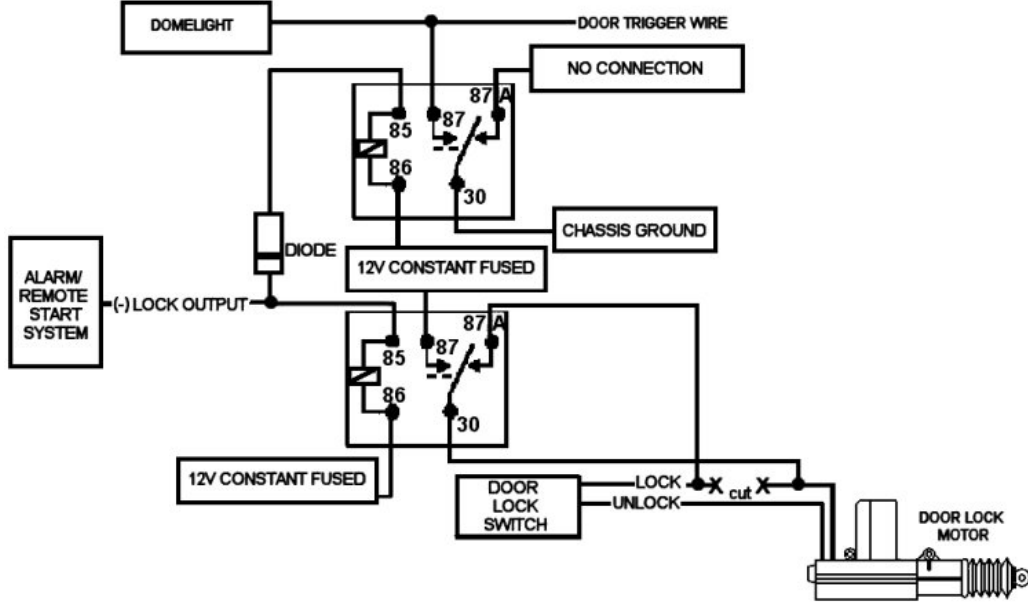 DOMELIGHT
DOOR TRIGGER WIRE
NO CONNECTION
87 A
87
85
86
30
CHASSIS GROUND
DIODE
12V CONSTANT FUSED
ALARM/
REMOTE
START
SYSTEM
(-) LOCK OUTPUT
87 A
87
85
86
30
12V CONSTANT FUSED
DOOR
LOCK
SWITCH
LOCK
UNLOCK
X cut X
DOOR LOCK
MOTOR